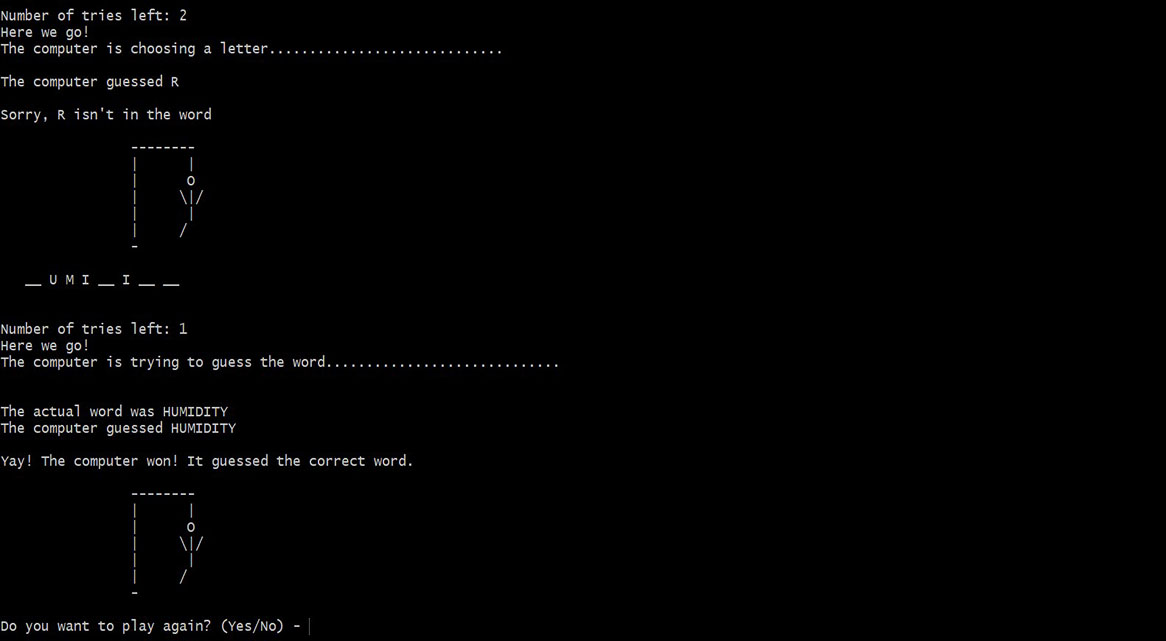 Number of tries left: 2
Here we go!
The computer is choosing a letter.............................
The computer guessed R
Sorry, R isn't in the word
--------
|      |
|      O
|     \|/
|      |
|     /
-
__ U M I __ I __ __
Number of tries left: 1
Here we go!
The computer is trying to guess the word.............................
The actual word was HUMIDITY
The computer guessed HUMIDITY
Yay! The computer won! It guessed the correct word.
--------
|      |
|      O
|     \|/
|      |
|     /
-
Do you want to play again? (Yes/No) -